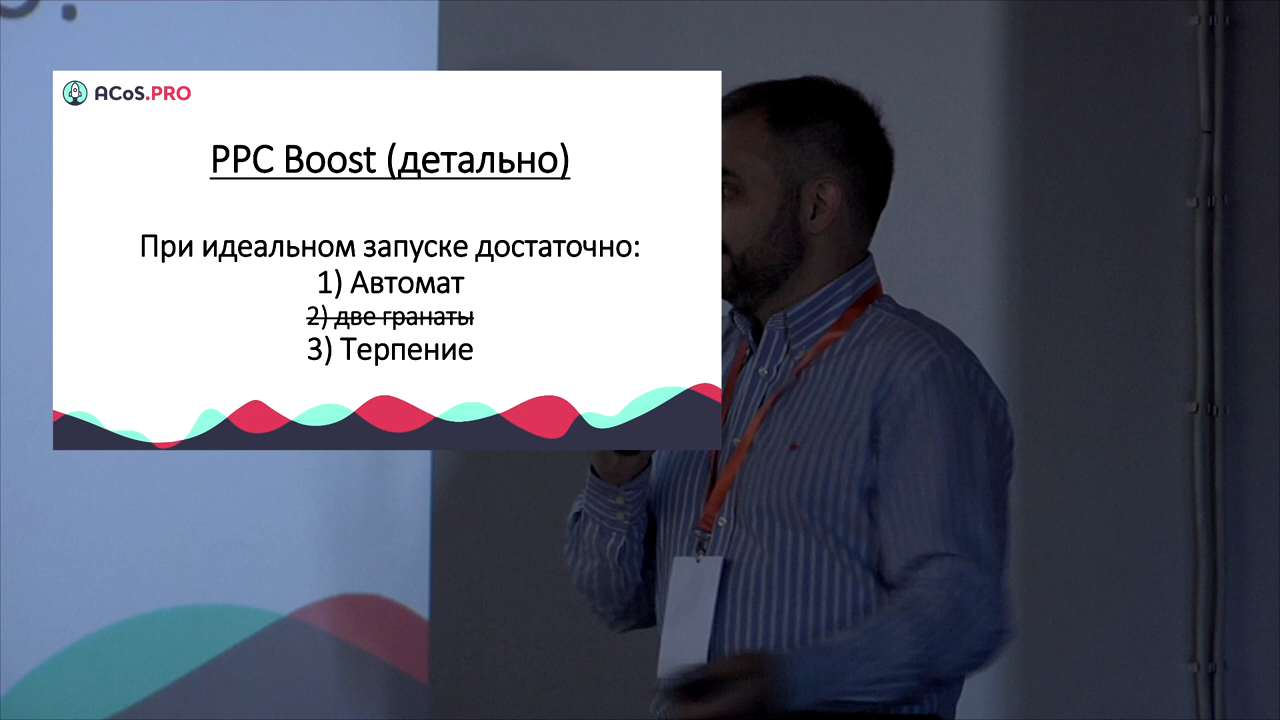 ACoS.PRO
PPC Boost (детально)
При идеальном запуске достаточно:
1) Автомат
2) две гранаты
3) Терпение